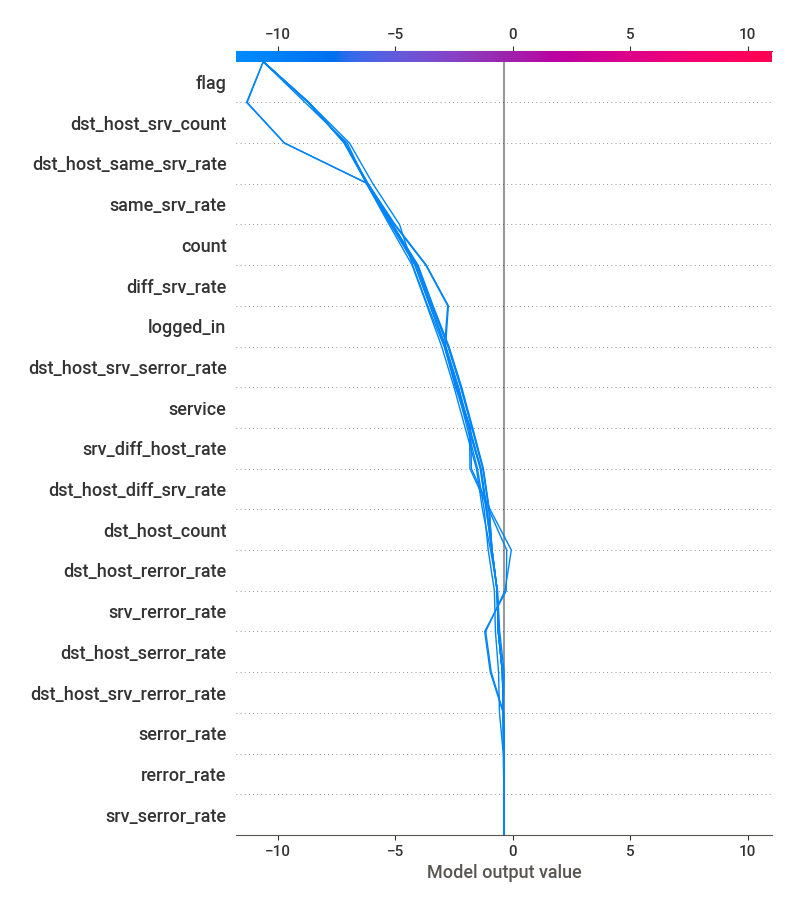 −10 −5 0 5 10
flag
dst_host_srv_count
dst_host_same_srv_rate
same_srv_rate
count
diff_srv_rate
logged_in
dst_host_srv_serror_rate
service
srv_diff_host_rate
dst_host_diff_srv_rate
dst_host_count
dst_host_rerror_rate
srv_rerror_rate
dst_host_serror_rate
dst_host_srv_rerror_rate
serror_rate
rerror_rate
srv_serror_rate
−10 −5 0 5 10
Model output value